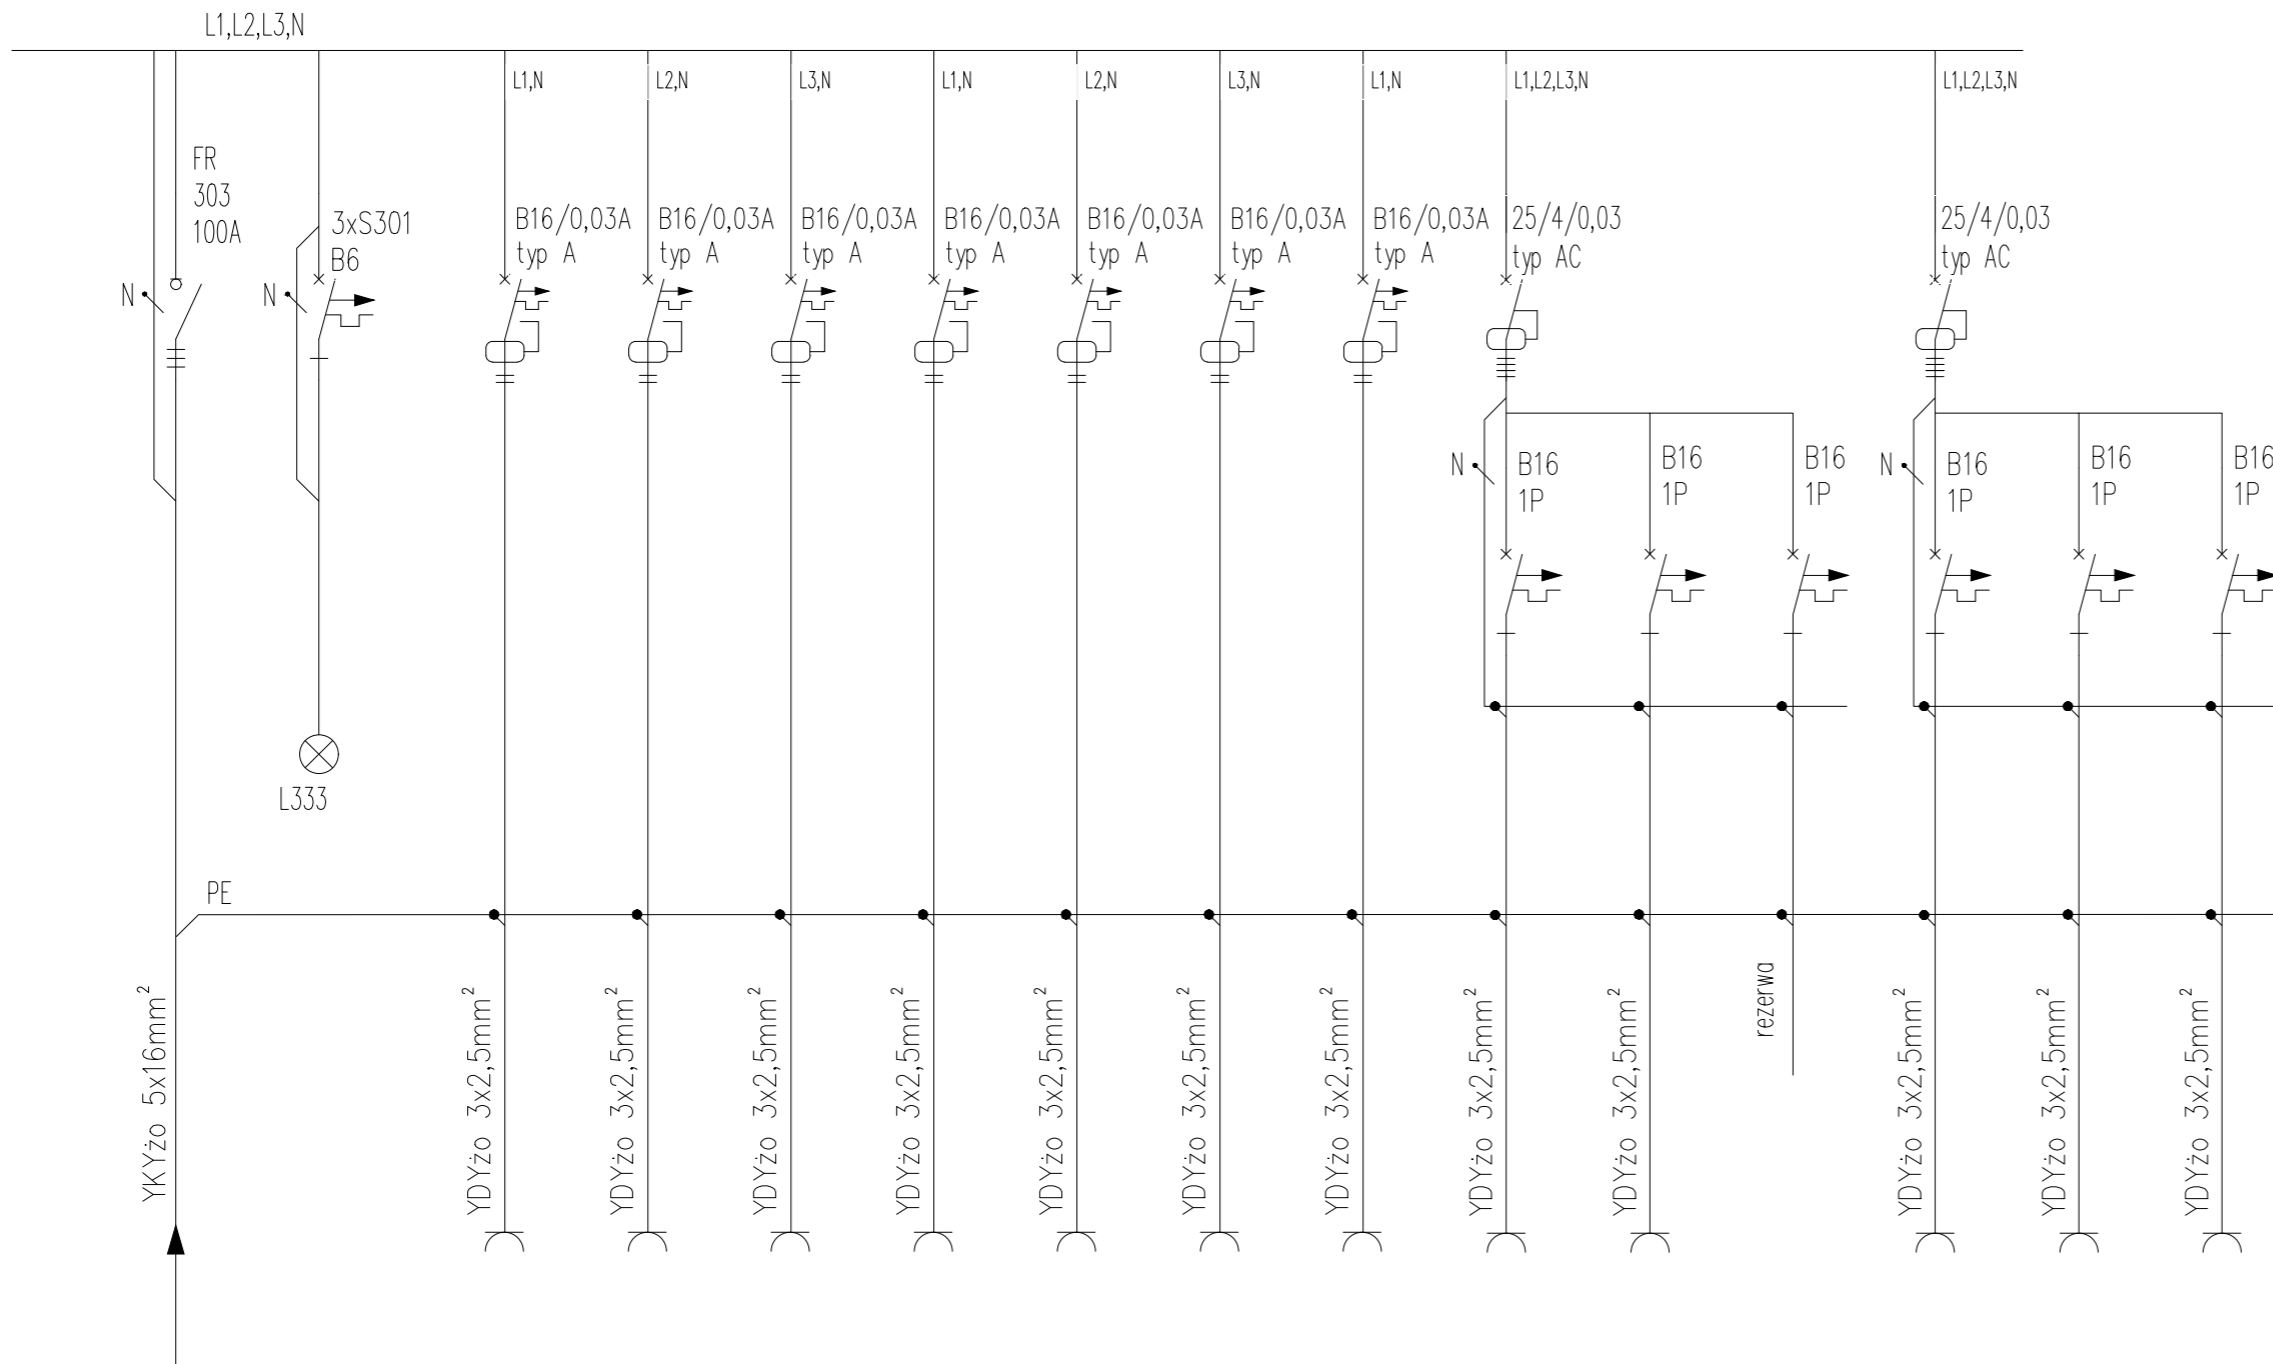 L1,L2,L3,N
L1,N
L2,N
L3,N
L1,N
L2,N
L3,N
L1,N
L1,L2,L3,N
L1,L2,L3,N
FR
303
100A
N
3xS301
B6
N
B16/0,03A
typ A
B16/0,03A
typ A
B16/0,03A
typ A
B16/0,03A
typ A
B16/0,03A
typ A
B16/0,03A
typ A
B16/0,03A
typ A
25/4/0,03
typ AC
25/4/0,03
typ AC
N
B16
1P
B16
1P
B16
1P
N
B16
1P
B16
1P
B16
1P
L333
PE
YKYżo 5x16mm²
YDYżo 3x2,5mm²
YDYżo 3x2,5mm²
YDYżo 3x2,5mm²
YDYżo 3x2,5mm²
YDYżo 3x2,5mm²
YDYżo 3x2,5mm²
YDYżo 3x2,5mm²
YDYżo 3x2,5mm²
YDYżo 3x2,5mm²
rezerwa
YDYżo 3x2,5mm²
YDYżo 3x2,5mm²
YDYżo 3x2,5mm²